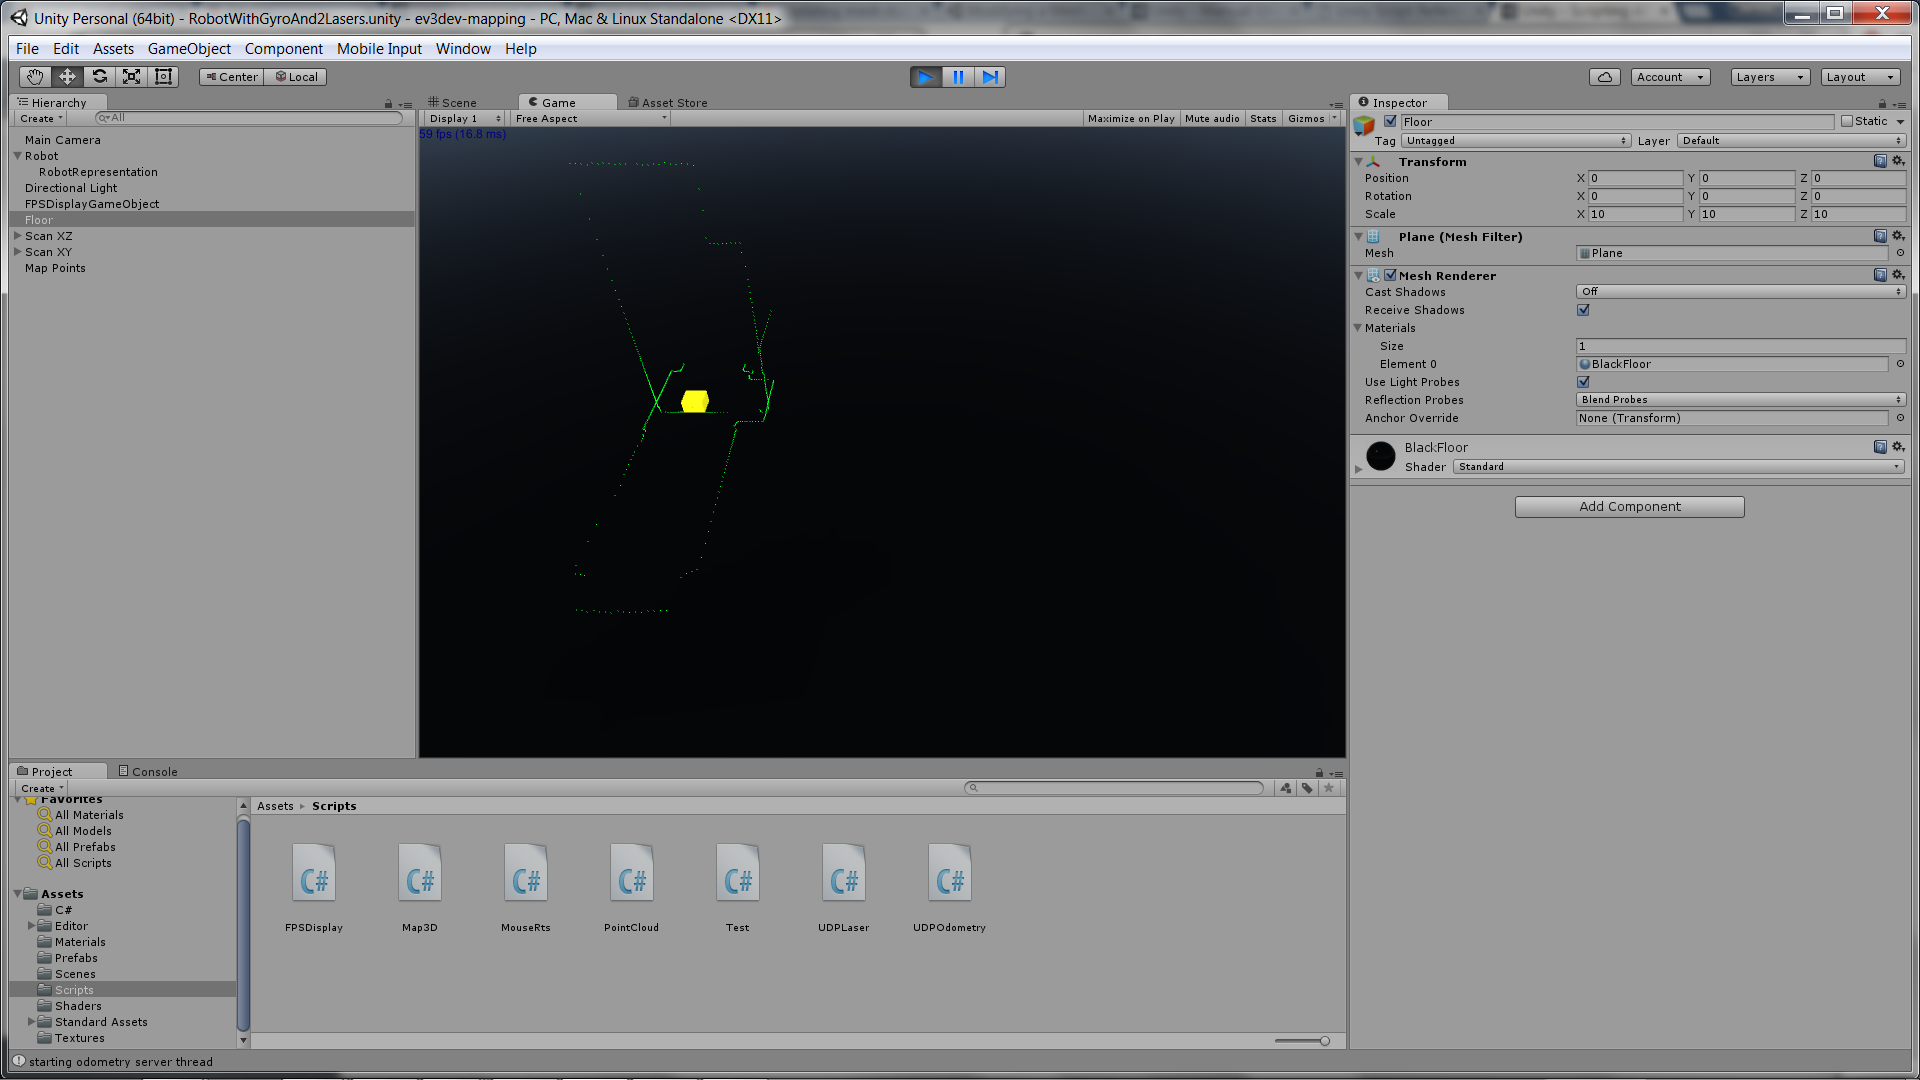 Unity Personal (64bit) - RobotWithGyroAnd2Lasers.unity - ev3dev-mapping - PC, Mac & Linux Standalone <DX11>
File Edit Assets GameObject Component Mobile Input Window Help
Center Local Account Layers Layout
Hierarchy
Create All
Main Camera
Robot
RobotRepresentation
Directional Light
FPSDisplayGameObject
Floor
Scan XZ
Scan XY
Map Points
Scene Game Asset Store
Display 1 Free Aspect Maximize on Play Mute audio Stats Gizmos
59 fps (16.8 ms)
Inspector
Floor Static
Tag Untagged Layer Default
Transform
Position X 0 Y 0 Z 0
Rotation X 0 Y 0 Z 0
Scale X 10 Y 10 Z 10
Plane (Mesh Filter)
Mesh Plane
Mesh Renderer
Cast Shadows Off
Receive Shadows
Materials
Size 1
Element 0 BlackFloor
Use Light Probes
Reflection Probes Blend Probes
Anchor Override None (Transform)
BlackFloor
Shader Standard
Add Component
Project Console
Create
Favorites
All Materials
All Models
All Prefabs
All Scripts
Assets
C#
Editor
Materials
Prefabs
Scenes
Scripts
Shaders
Standard Assets
Textures
Assets Scripts
C# C# C# C# C# C# C#
FPSDisplay Map3D MouseRts PointCloud Test UDPLaser UDPOdometry
starting odometry server thread